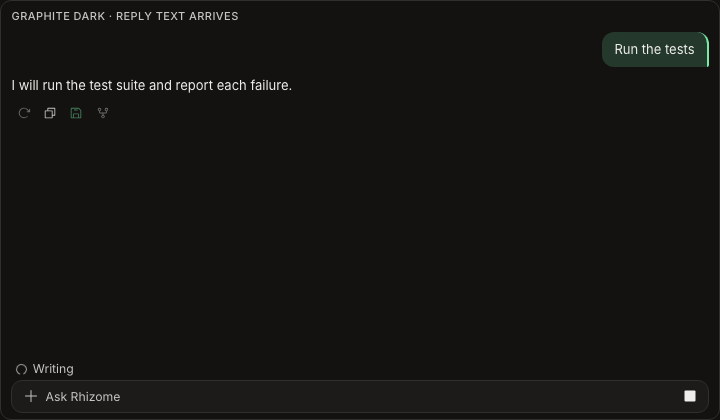 GRAPHITE DARK · REPLY TEXT ARRIVES
Run the tests
I will run the test suite and report each failure.
Writing
Ask Rhizome